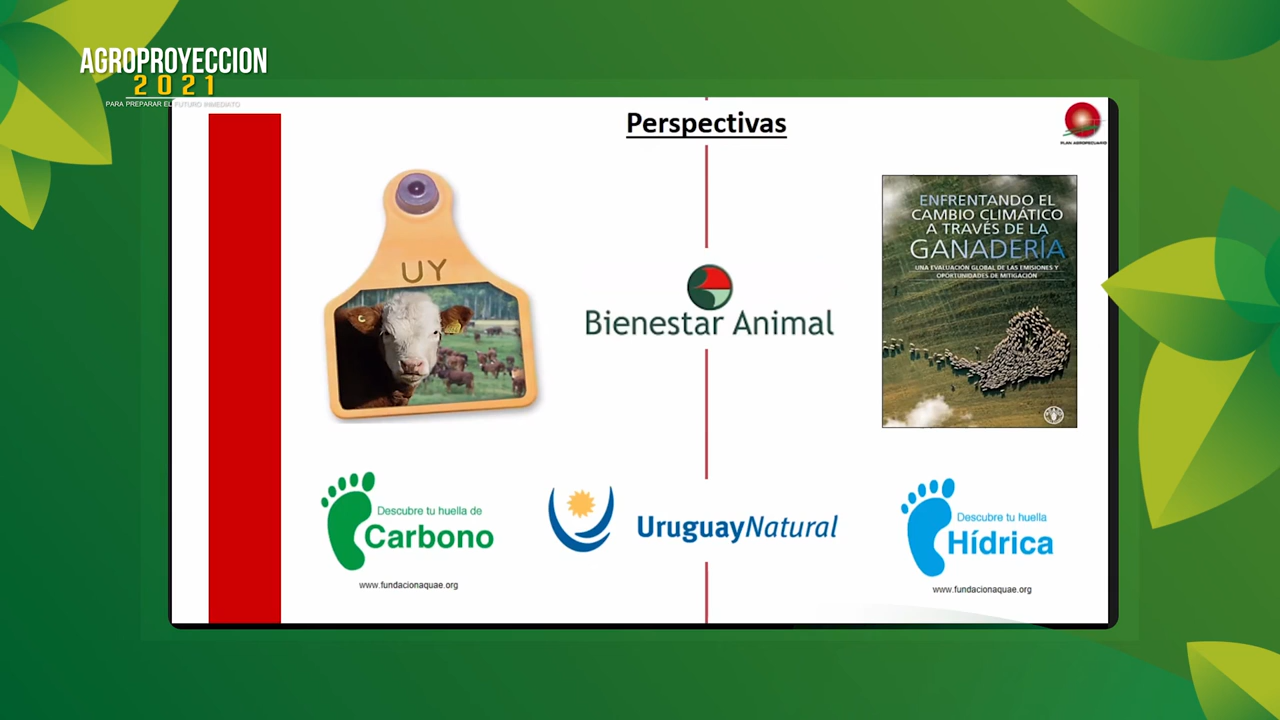 AGROPROYECCION
2021
PARA PREPARAR EL FUTURO INMEDIATO
Perspectivas
PLAN AGROPECUARIO
UY
ENFRENTANDO EL
CAMBIO CLIMÁTICO
A TRAVÉS DE LA
GANADERÍA
UNA EVALUACIÓN GLOBAL DE LAS EMISIONES Y
OPORTUNIDADES DE MITIGACIÓN
Bienestar Animal
Descubre tu huella de
Carbono
www.fundacionaquae.org
UruguayNatural
Descubre tu huella
Hídrica
www.fundacionaquae.org